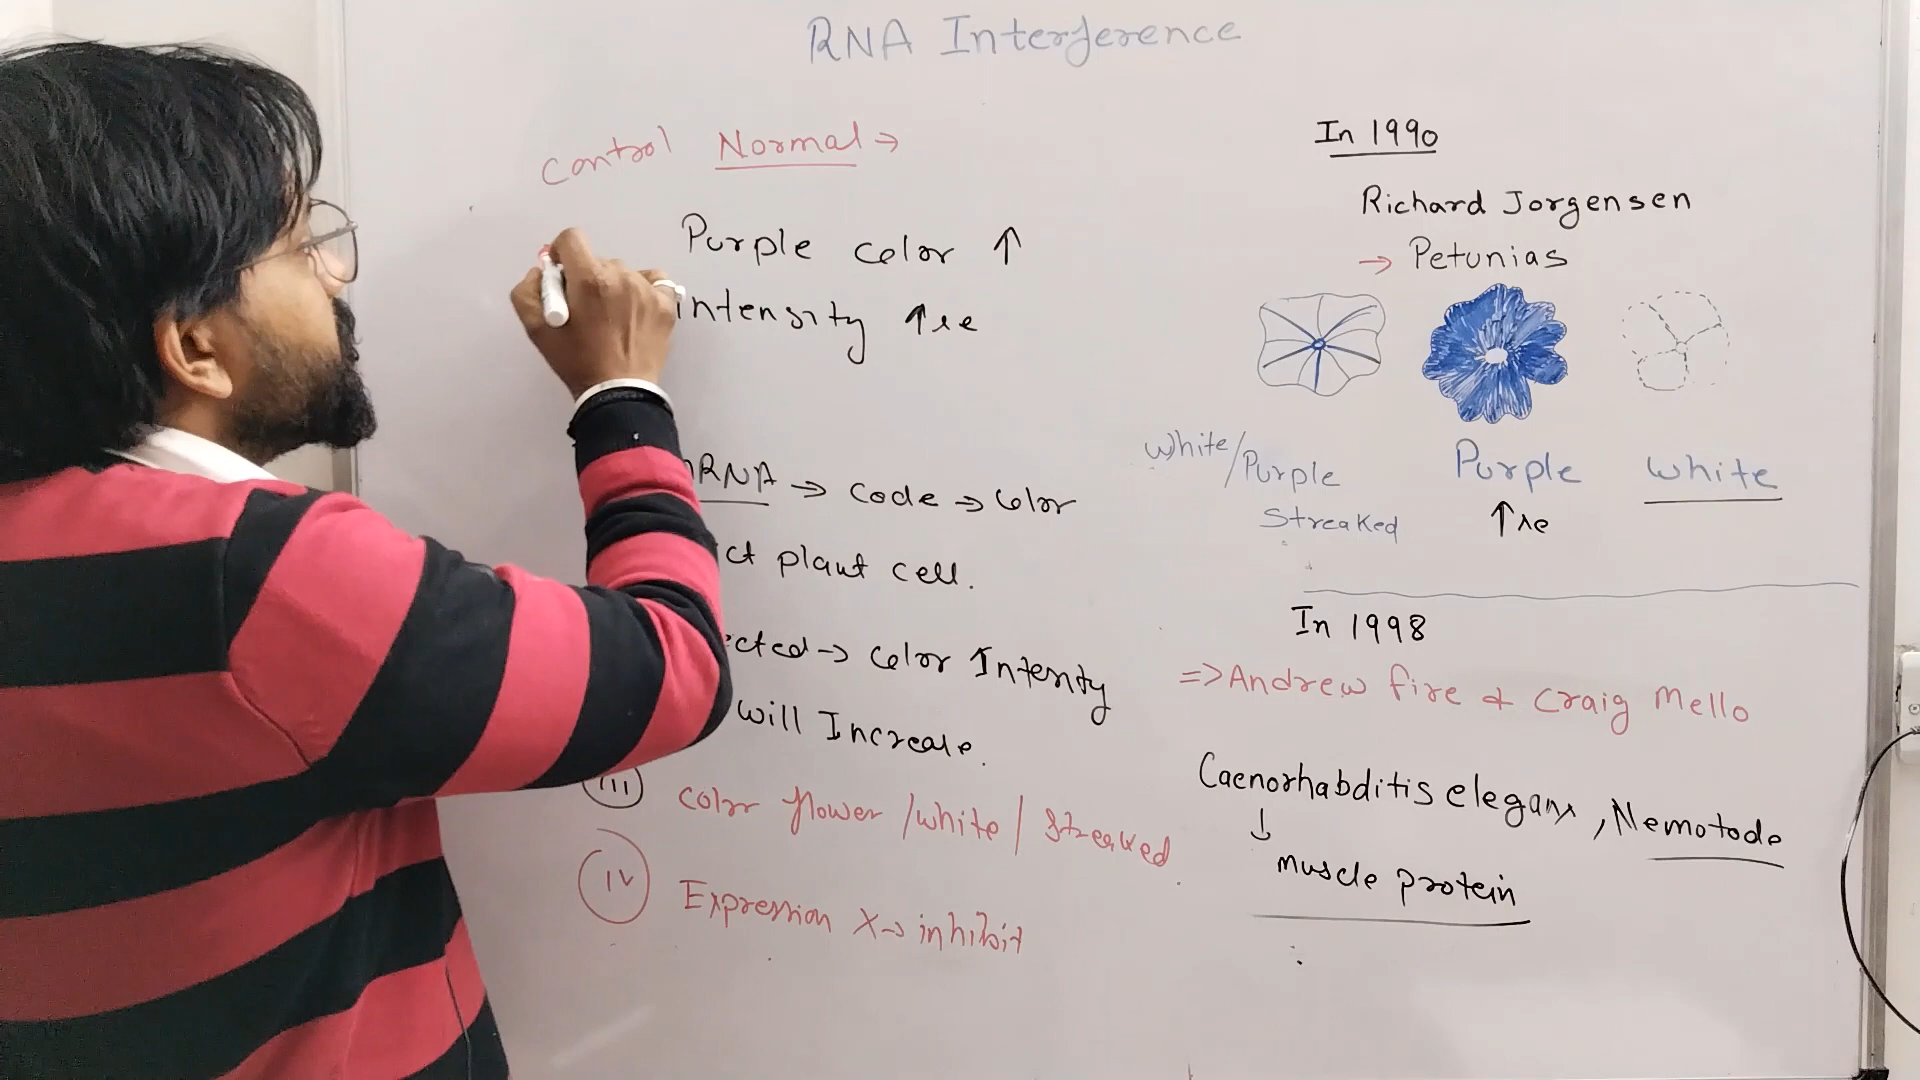 RNA Interference
Control Normal →
Purple Color ↑
intensity ↑se
RNA → Code → Color
ct plant cell.
cted → Color Intensity
will Increase.
III
Color flower / white / Streaked
IV
Expression X → inhibit
In 1990
Richard Jorgensen
→ Petunias
White/Purple
Streaked
Purple
↑se
White
In 1998
=> Andrew fire & Craig Mello
Caenorhabditis elegans, Nemotode
↓
muscle protein